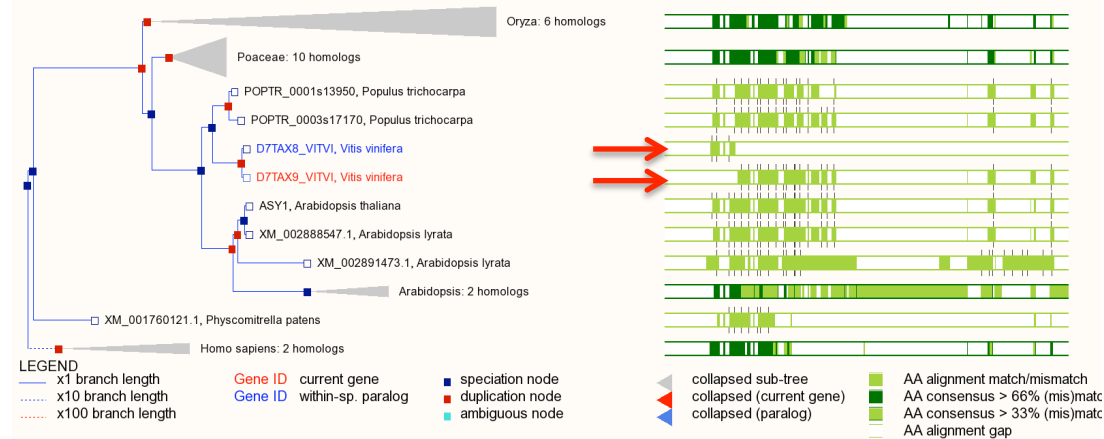 Oryza: 6 homologs
Poaceae: 10 homologs
POPTR_0001s13950, Populus trichocarpa
POPTR_0003s17170, Populus trichocarpa
D7TAX8_VITVI, Vitis vinifera
D7TAX9_VITVI, Vitis vinifera
ASY1, Arabidopsis thaliana
XM_002888547.1, Arabidopsis lyrata
XM_002891473.1, Arabidopsis lyrata
Arabidopsis: 2 homologs
XM_001760121.1, Physcomitrella patens
Homo sapiens: 2 homologs
LEGEND
x1 branch length
x10 branch length
x100 branch length
Gene ID current gene
Gene ID within-sp. paralog
speciation node
duplication node
ambiguous node
collapsed sub-tree
collapsed (current gene)
collapsed (paralog)
AA alignment match/mismatch
AA consensus > 66% (mis)matc
AA consensus > 33% (mis)matc
AA alignment gap